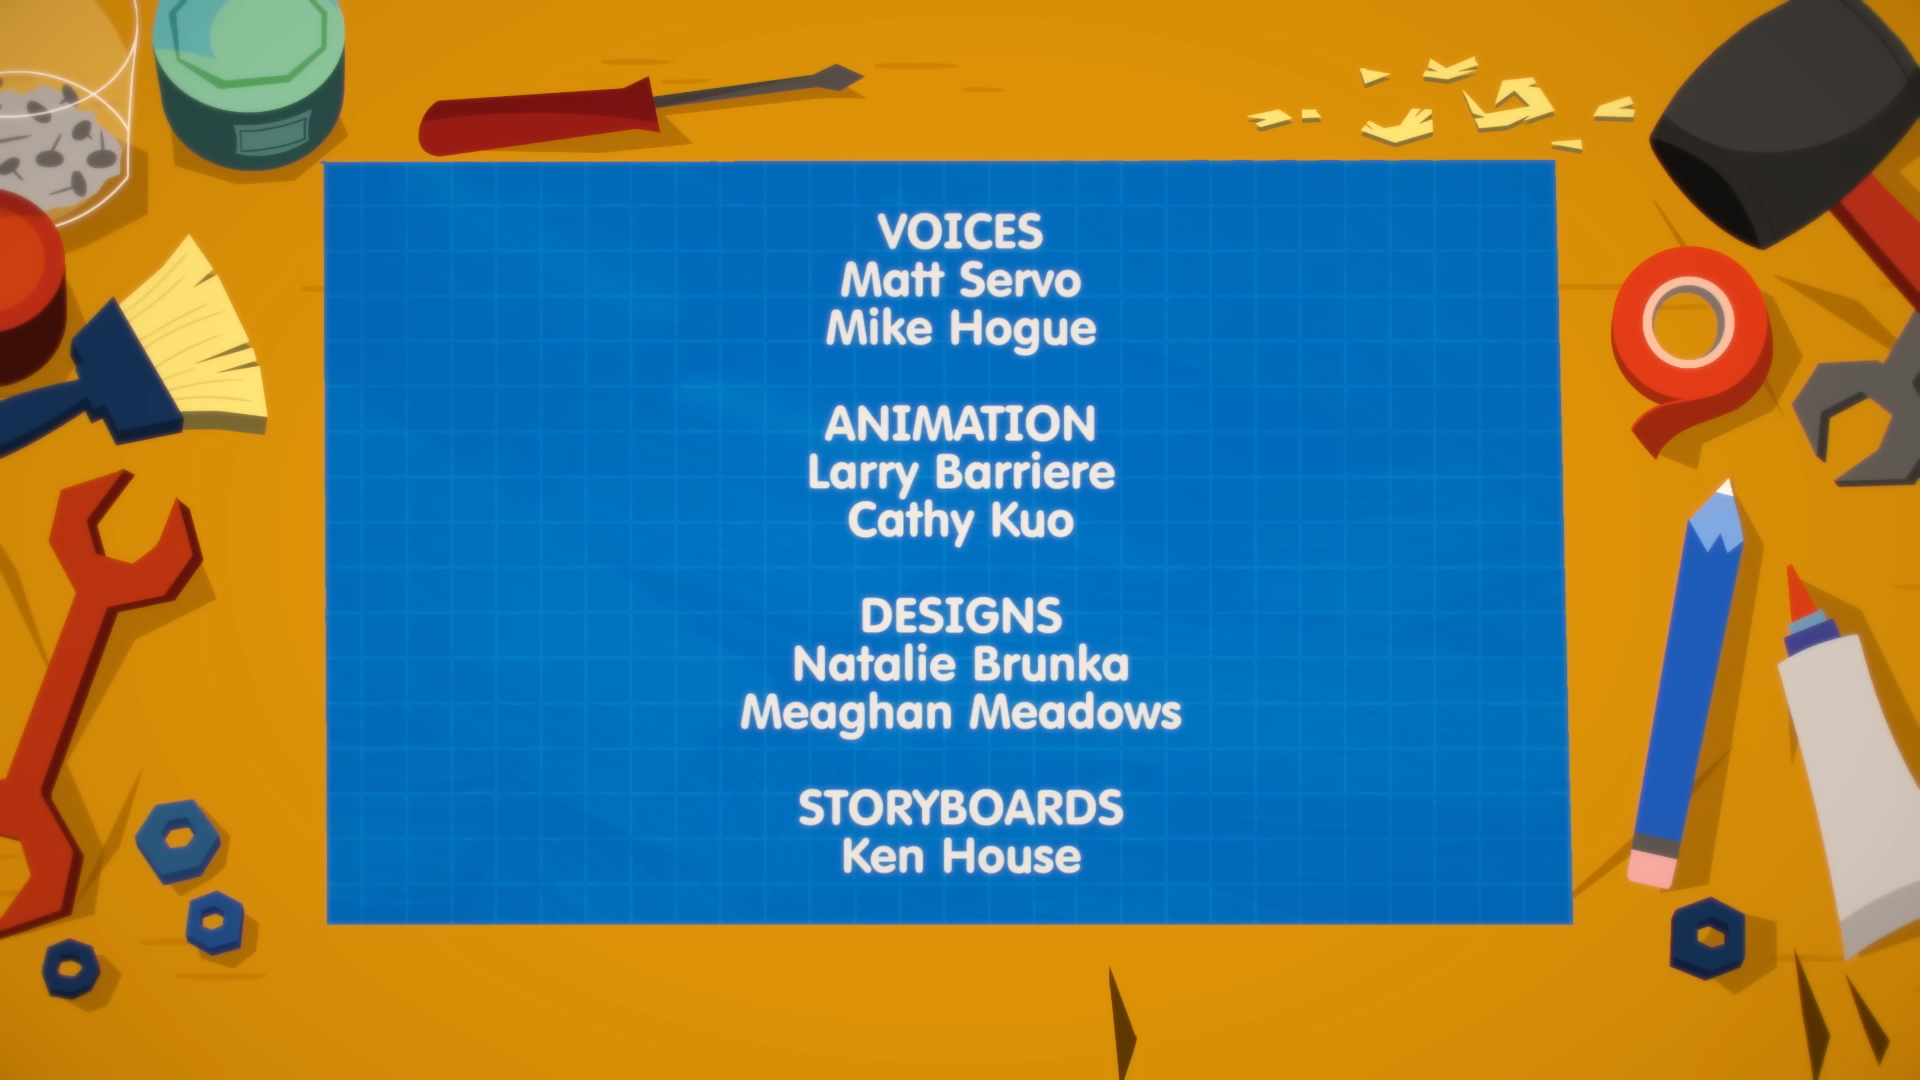 VOICES
Matt Servo
Mike Hogue
ANIMATION
Larry Barriere
Cathy Kuo
DESIGNS
Natalie Brunka
Meaghan Meadows
STORYBOARDS
Ken House